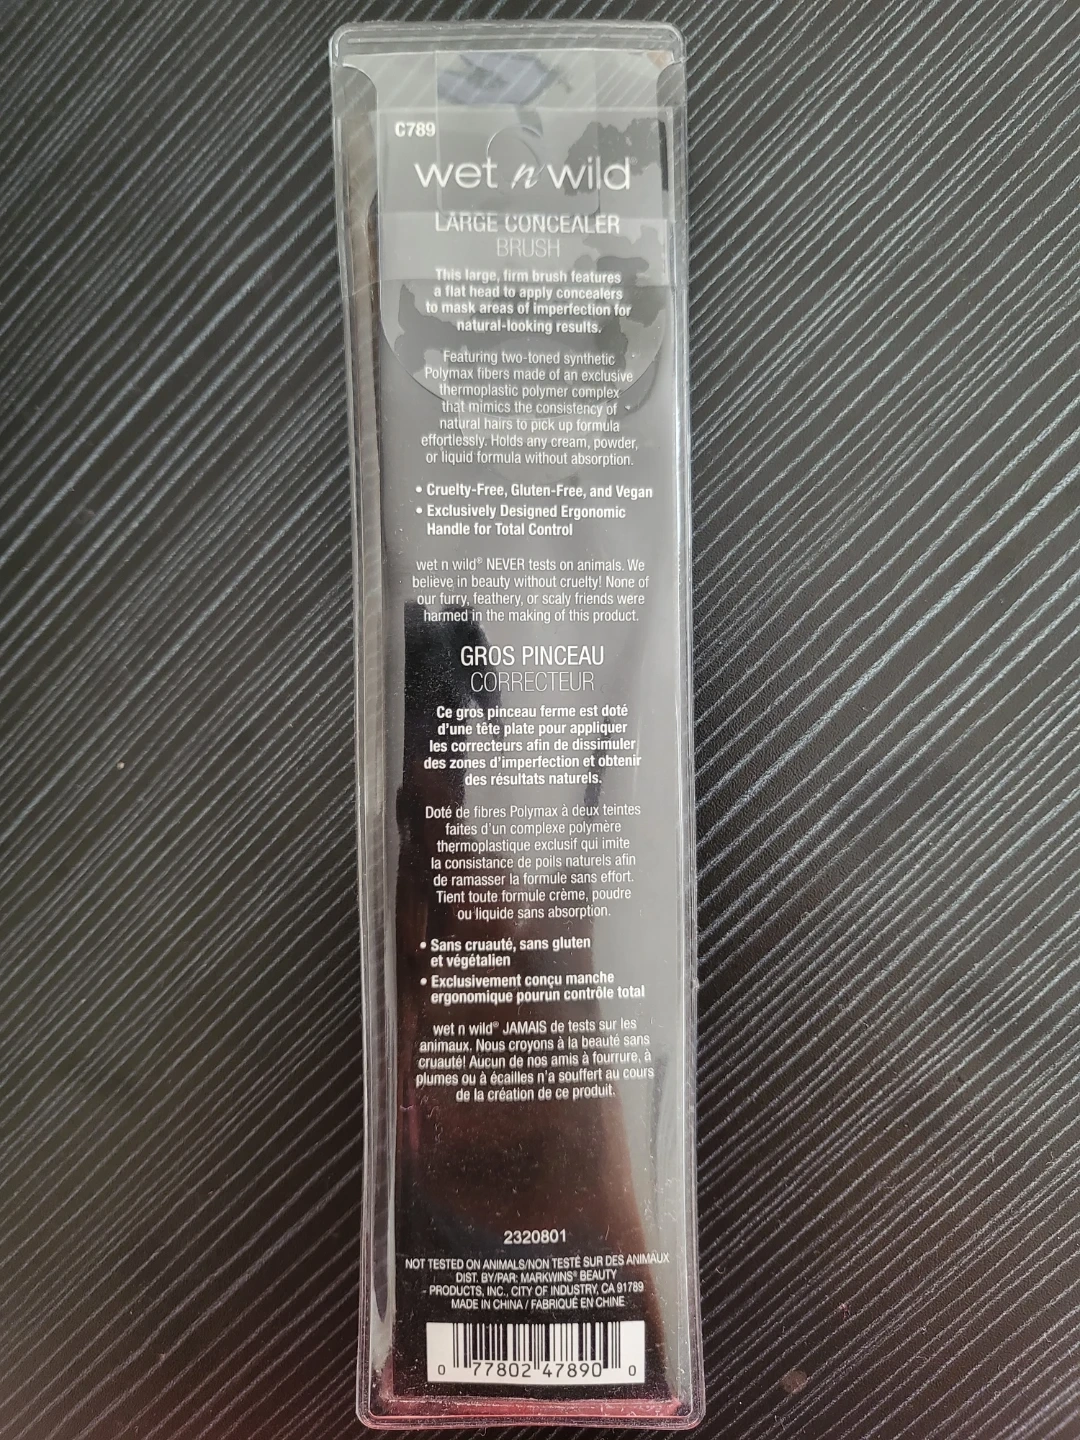 C789
wet n wild
LARGE CONCEALER
BRUSH
This large, firm brush features
a flat head to apply concealers
to mask areas of imperfection for
natural-looking results.
Featuring two-toned synthetic
Polymax fibers made of an exclusive
thermoplastic polymer complex
that mimics the consistency of
natural hairs to pick up formula
effortlessly. Holds any cream, powder,
or liquid formula without absorption.
• Cruelty-Free, Gluten-Free, and Vegan
• Exclusively Designed Ergonomic
Handle for Total Control
wet n wild® NEVER tests on animals. We
believe in beauty without cruelty! None of
our furry, feathery, or scaly friends were
harmed in the making of this product.
GROS PINCEAU
CORRECTEUR
Ce gros pinceau ferme est doté
d'une tête plate pour appliquer
les correcteurs afin de dissimuler
des zones d'imperfection et obtenir
des résultats naturels.
Doté de fibres Polymax à deux teintes
faites d'un complexe polymère
thermoplastique exclusif qui imite
la consistance de poils naturels afin
de ramasser la formule sans effort.
Tient toute formule crème, poudre
ou liquide sans absorption.
• Sans cruauté, sans gluten
et végétalien
• Exclusivement conçu manche
ergonomique pourun contrôle total
wet n wild® JAMAIS de tests sur les
animaux. Nous croyons à la beauté sans
cruauté! Aucun de nos amis à fourrure, à
plumes ou à écailles n'a souffert au cours
de la création de ce produit.
2320801
NOT TESTED ON ANIMALS/NON TESTÉ SUR DES ANIMAUX
DIST. BY/PAR: MARKWINS® BEAUTY
PRODUCTS, INC., CITY OF INDUSTRY, CA 91789
MADE IN CHINA / FABRIQUÉ EN CHINE
0 77802 47890 0